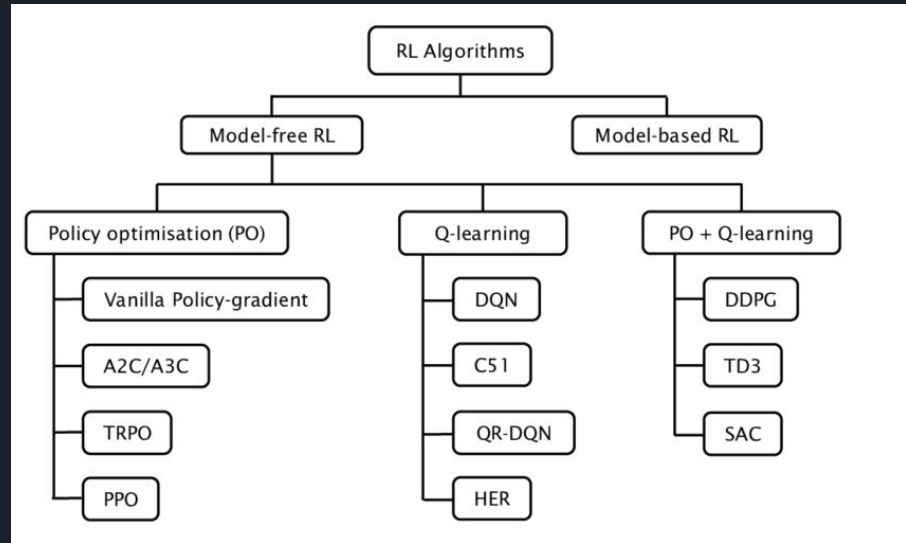 RL Algorithms
Model-free RL
Model-based RL
Policy optimisation (PO)
Q-learning
PO + Q-learning
Vanilla Policy-gradient
DQN
DDPG
A2C/A3C
C51
TD3
TRPO
QR-DQN
SAC
PPO
HER